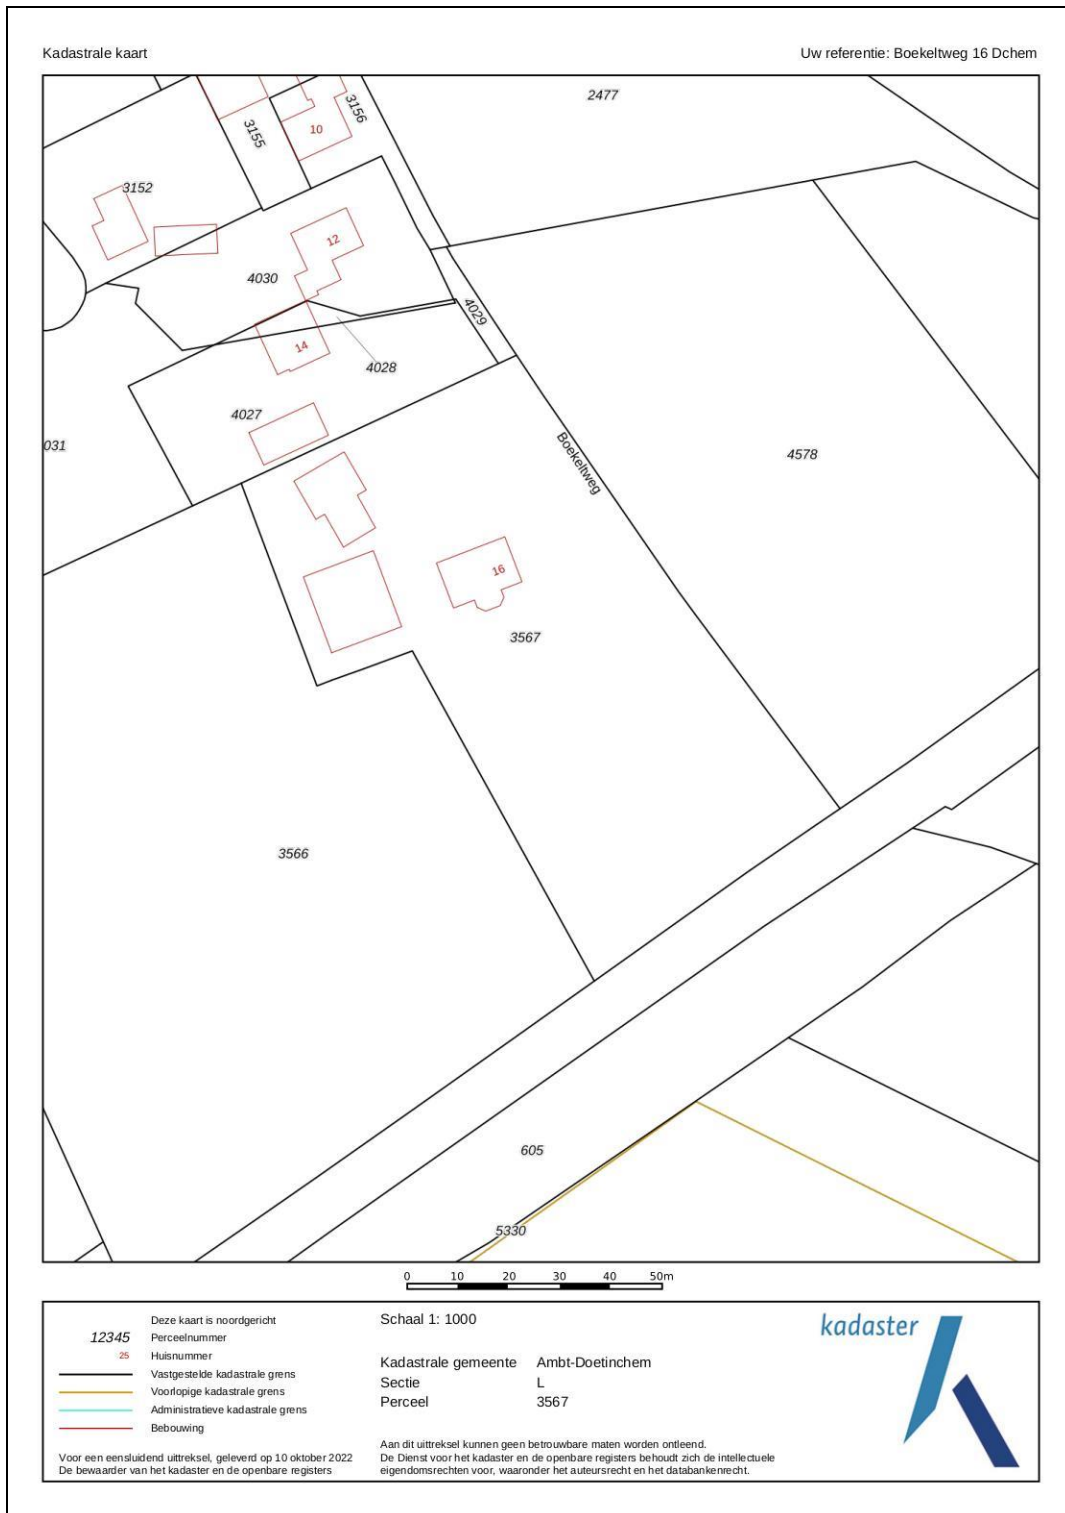 Kadastrale kaart
Uw referentie: Boekeltweg 16 Dchem
2477
3156
3155
10
3152
12
4030
4029
14
4028
4027
031
Boekeltweg
4578
16
3567
3566
605
5330
0 10 20 30 40 50m
Deze kaart is noordgericht
12345 Perceelnummer
25 Huisnummer
Vastgestelde kadastrale grens
Voorlopige kadastrale grens
Administratieve kadastrale grens
Bebouwing
Voor een eensluidend uittreksel, geleverd op 10 oktober 2022
De bewaarder van het kadaster en de openbare registers
Schaal 1: 1000
Kadastrale gemeente Ambt-Doetinchem
Sectie L
Perceel 3567
Aan dit uittreksel kunnen geen betrouwbare maten worden ontleend.
De Dienst voor het kadaster en de openbare registers behoudt zich de intellectuele
eigendomsrechten voor, waaronder het auteursrecht en het databankenrecht.
kadaster